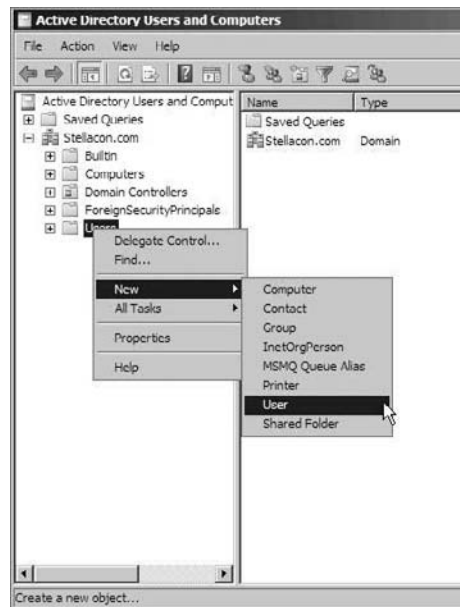 Active Directory Users and Computers
File Action View Help
Active Directory Users and Comput
Saved Queries
Stellacon.com
Builtin
Computers
Domain Controllers
ForeignSecurityPrincipals
Users
Name Type
Saved Queries
Stellacon.com Domain
Delegate Control...
Find...
New
All Tasks
Properties
Help
Computer
Contact
Group
InetOrgPerson
MSMQ Queue Alias
Printer
User
Shared Folder
Create a new object...